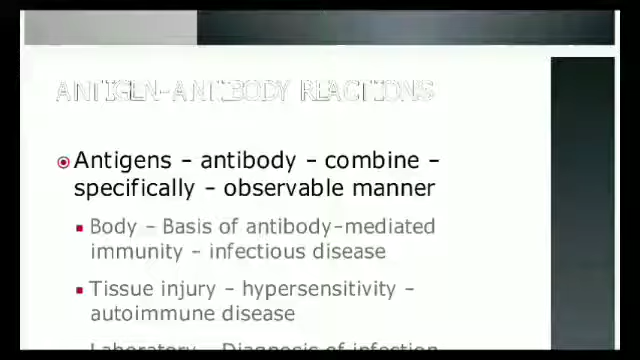 ANTIGEN-ANTIBODY REACTIONS
Antigens – antibody – combine –
specifically – observable manner
Body – Basis of antibody–mediated
immunity – infectious disease
Tissue injury – hypersensitivity –
autoimmune disease
Laboratory – Diagnosis of infection